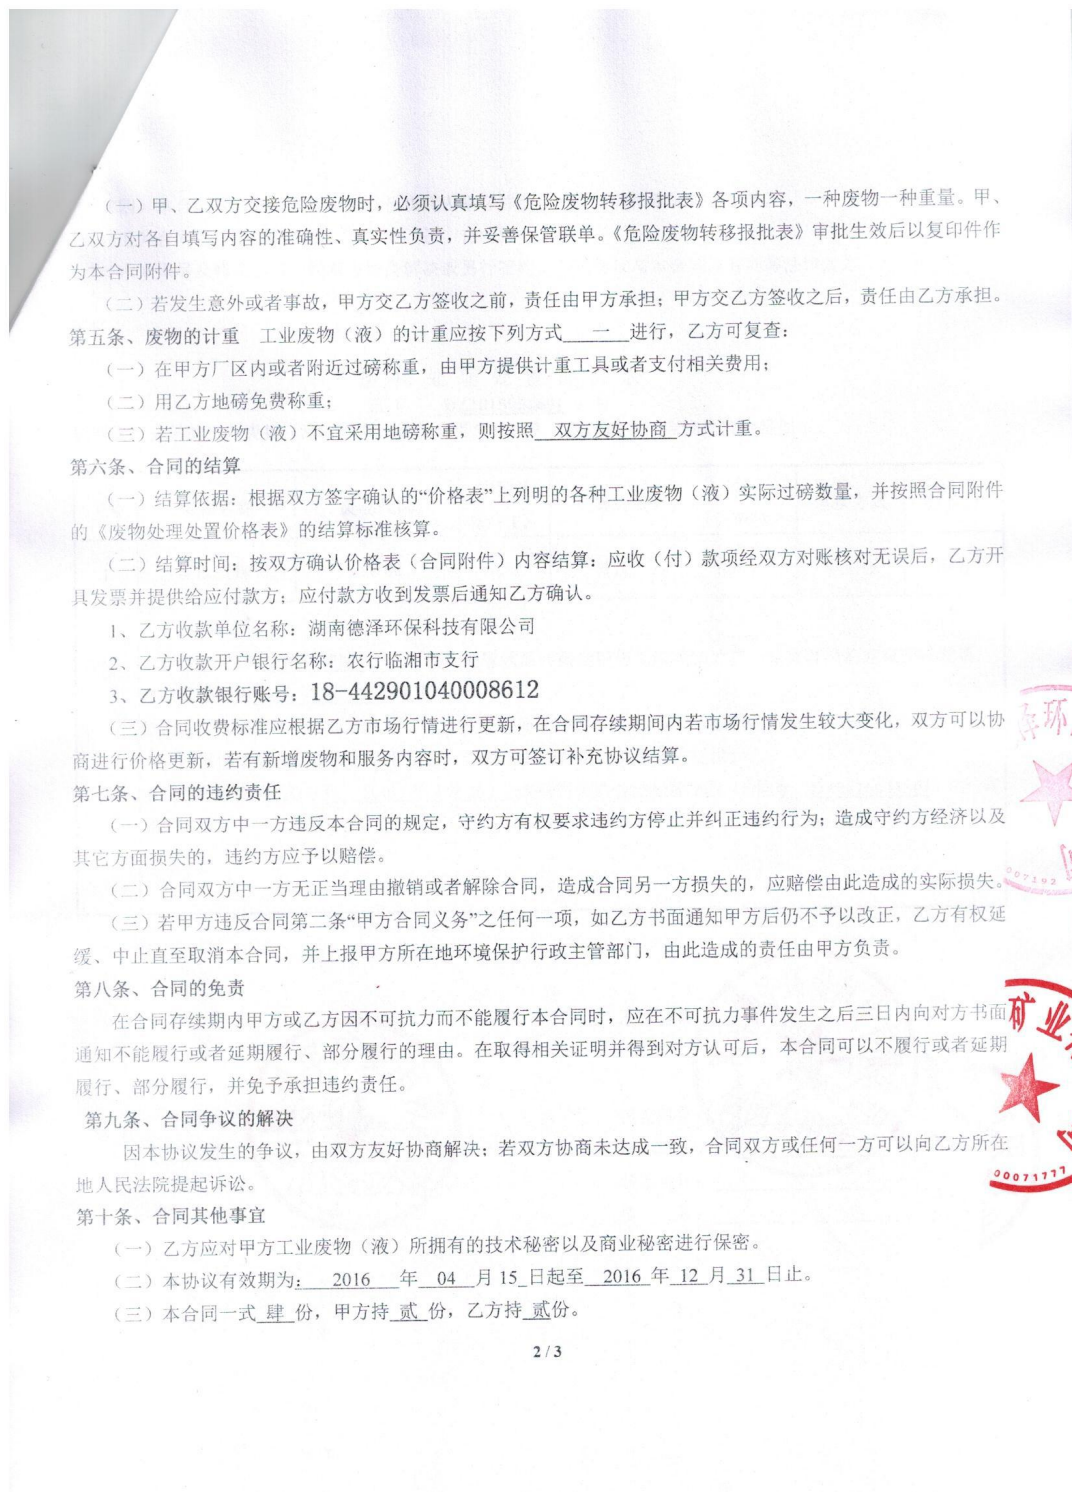 （一）甲、乙双方交接危险废物时，必须认真填写《危险废物转移报批表》各项内容，一种废物一种重量。甲、
乙双方对各自填写内容的准确性、真实性负责，并妥善保管联单。《危险废物转移报批表》审批生效后以复印件作
为本合同附件。
（二）若发生意外或者事故，甲方交乙方签收之前，责任由甲方承担；甲方交乙方签收之后，责任由乙方承担。
第五条、废物的计重　工业废物（液）的计重应按下列方式　一　进行，乙方可复查：
（一）在甲方厂区内或者附近过磅称重，由甲方提供计重工具或者支付相关费用；
（二）用乙方地磅免费称重；
（三）若工业废物（液）不宜采用地磅称重，则按照　双方友好协商 方式计重。
第六条、合同的结算
（一）结算依据：根据双方签字确认的“价格表”上列明的各种工业废物（液）实际过磅数量，并按照合同附件
的《废物处理处置价格表》的结算标准核算。
（二）结算时间：按双方确认价格表（合同附件）内容结算：应收（付）款项经双方对账核对无误后，乙方开
具发票并提供给应付款方；应付款方收到发票后通知乙方确认。
1、乙方收款单位名称：湖南德泽环保科技有限公司
2、乙方收款开户银行名称：农行临湘市支行
3、乙方收款银行账号：18-442901040008612
（三）合同收费标准应根据乙方市场行情进行更新，在合同存续期间内若市场行情发生较大变化，双方可以协
商进行价格更新，若有新增废物和服务内容时，双方可签订补充协议结算。
第七条、合同的违约责任
（一）合同双方中一方违反本合同的规定，守约方有权要求违约方停止并纠正违约行为；造成守约方经济以及
其它方面损失的，违约方应予以赔偿。
（二）合同双方中一方无正当理由撤销或者解除合同，造成合同另一方损失的，应赔偿由此造成的实际损失。
（三）若甲方违反合同第二条“甲方合同义务”之任何一项，如乙方书面通知甲方后仍不予以改正，乙方有权延
缓、中止直至取消本合同，并上报甲方所在地环境保护行政主管部门，由此造成的责任由甲方负责。
第八条、合同的免责
在合同存续期内甲方或乙方因不可抗力而不能履行本合同时，应在不可抗力事件发生之后三日内向对方书面
通知不能履行或者延期履行、部分履行的理由。在取得相关证明并得到对方认可后，本合同可以不履行或者延期
履行、部分履行，并免予承担违约责任。
第九条、合同争议的解决
因本协议发生的争议，由双方友好协商解决；若双方协商未达成一致，合同双方或任何一方可以向乙方所在
地人民法院提起诉讼。
第十条、合同其他事宜
（一）乙方应对甲方工业废物（液）所拥有的技术秘密以及商业秘密进行保密。
（二）本协议有效期为：　2016　年　04　月 15 日起至　2016 年 12 月 31 日止。
（三）本合同一式 肆 份，甲方持 贰 份，乙方持 贰份。
2 / 3
泽环
007192
矿业
00071777